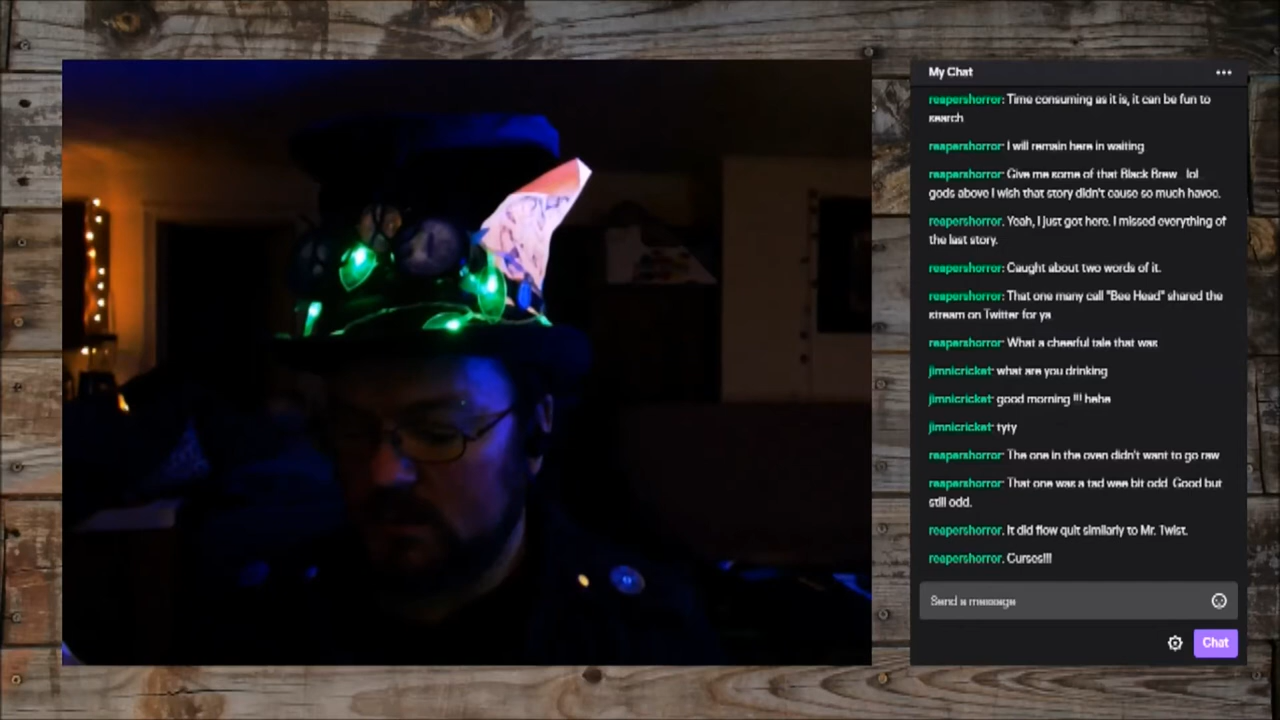 My Chat
reapershorror: Time consuming as it is, it can be fun to
search
reapershorror: I will remain here in waiting
reapershorror: Give me some of that Black Brew.. lol
gods above I wish that story didn't cause so much havoc.
reapershorror: Yeah, I just got here. I missed everything of
the last story.
reapershorror: Caught about two words of it.
reapershorror: That one many call "Bee Head" shared the
stream on Twitter for ya
reapershorror: What a cheerful tale that was
jimnicricket: what are you drinking
jimnicricket: good morning !!! hehe
jimnicricket: tyty
reapershorror: The one in the oven didn't want to go raw
reapershorror: That one was a tad wee bit odd. Good but
still odd.
reapershorror: It did flow quit similarly to Mr. Twist.
reapershorror: Curses!!!
Send a message
Chat